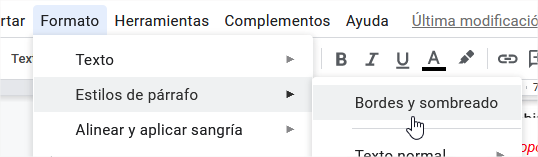 rtar Formato Herramientas Complementos Ayuda Última modificació
Tex
Texto B I U A
Estilos de párrafo
Bordes y sombreado
Alinear y aplicar sangría
Texto normal